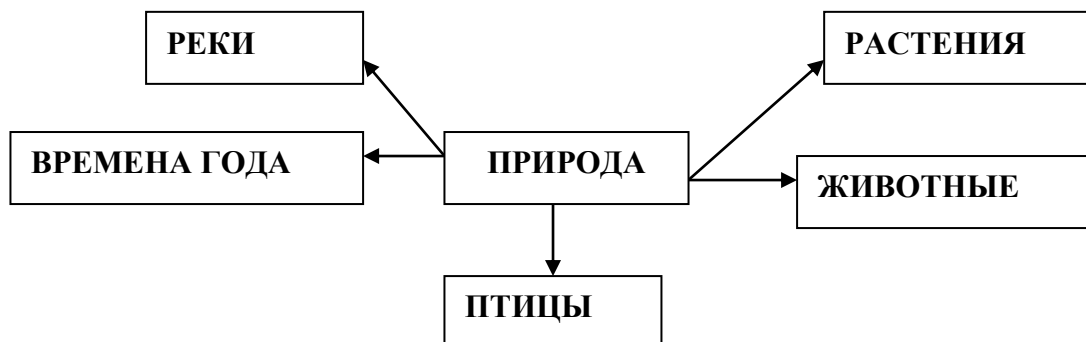 РЕКИ
РАСТЕНИЯ
ВРЕМЕНА ГОДА
ПРИРОДА
ЖИВОТНЫЕ
ПТИЦЫ